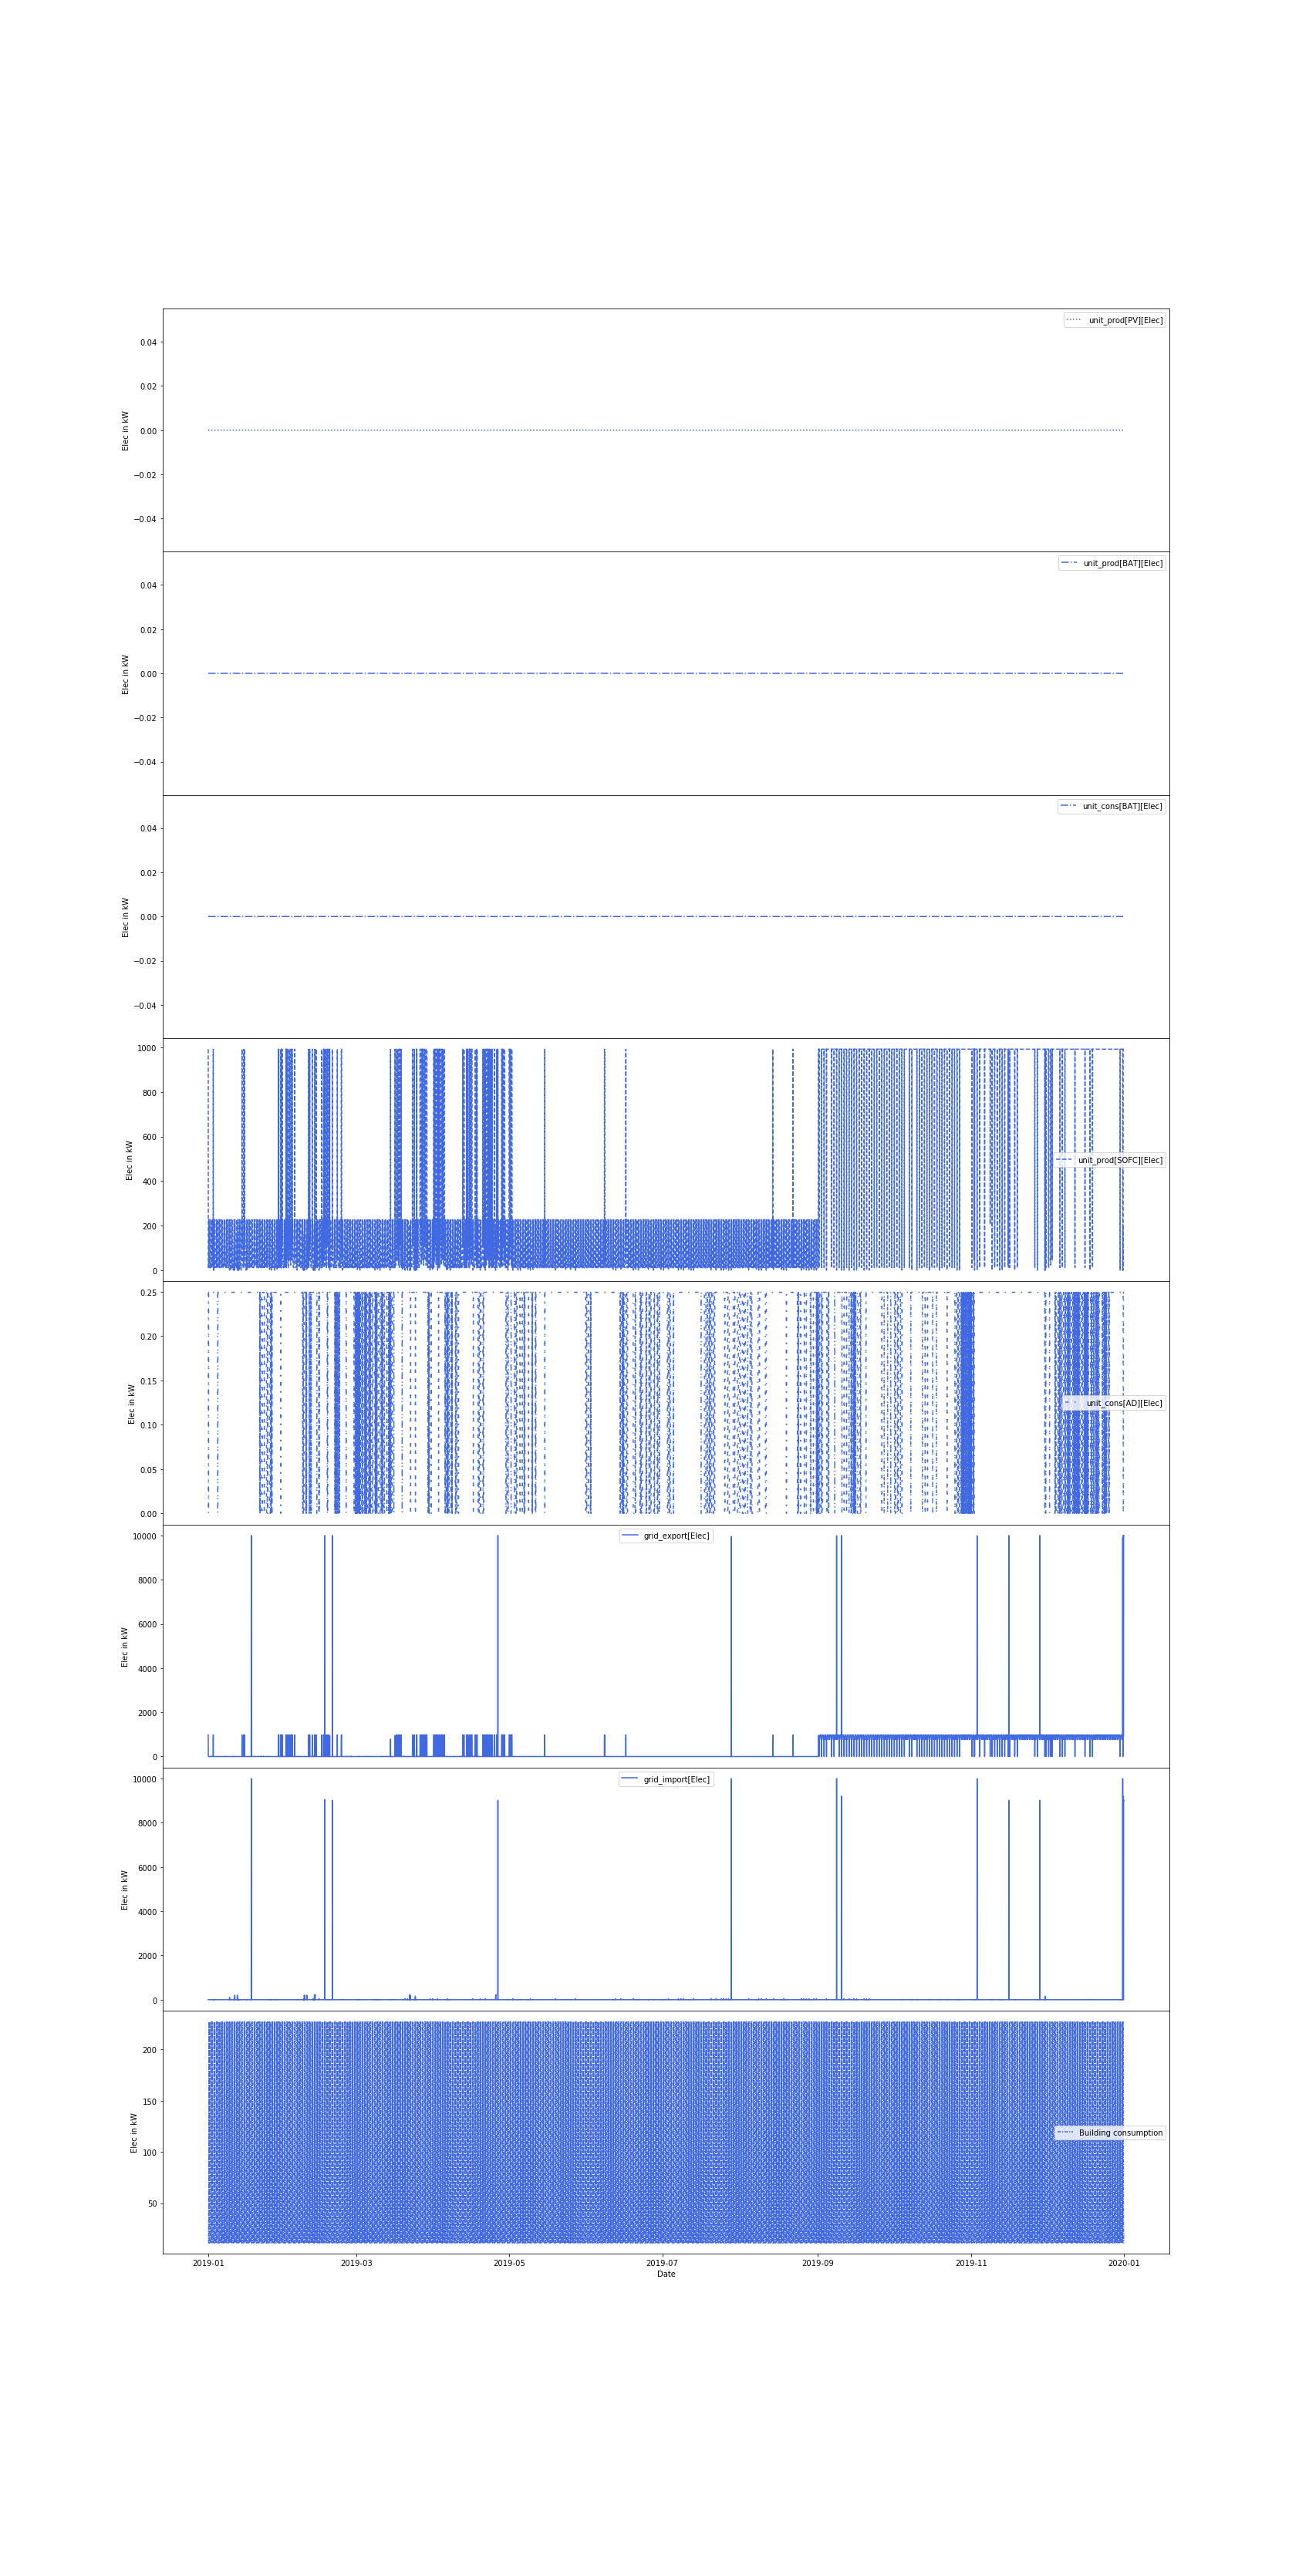 unit_prod[PV][Elec]
0.04
0.02
0.00
−0.02
−0.04
Elec in kW
unit_prod[BAT][Elec]
0.04
0.02
0.00
−0.02
−0.04
Elec in kW
unit_cons[BAT][Elec]
0.04
0.02
0.00
−0.02
−0.04
Elec in kW
1000
800
600
400
200
0
Elec in kW
unit_prod[SOFC][Elec]
0.25
0.20
0.15
0.10
0.05
0.00
Elec in kW
unit_cons[AD][Elec]
grid_export[Elec]
10000
8000
6000
4000
2000
0
Elec in kW
grid_import[Elec]
10000
8000
6000
4000
2000
0
Elec in kW
200
150
100
50
Elec in kW
Building consumption
2019-01 2019-03 2019-05 2019-07 2019-09 2019-11 2020-01
Date